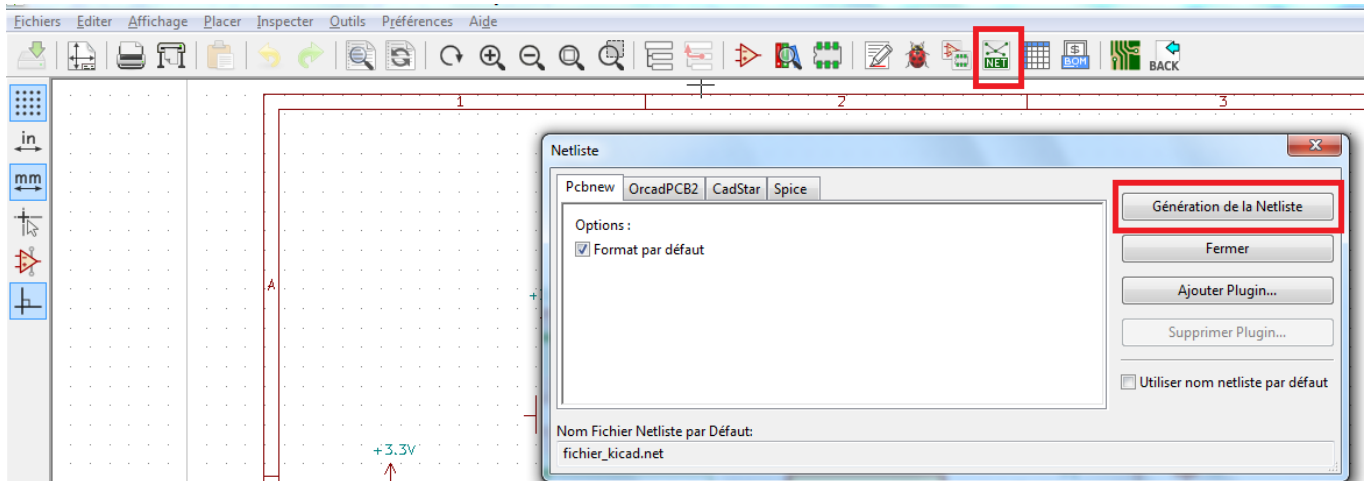 Fichiers Editer Affichage Placer Inspecter Outils Préférences Aide
NET
$
BOM
BACK
1 2 3
in
mm
A
+3.3V
Netliste
Pcbnew OrcadPCB2 CadStar Spice
Options :
Format par défaut
Génération de la Netliste
Fermer
Ajouter Plugin...
Supprimer Plugin...
Utiliser nom netliste par défaut
Nom Fichier Netliste par Défaut:
fichier_kicad.net